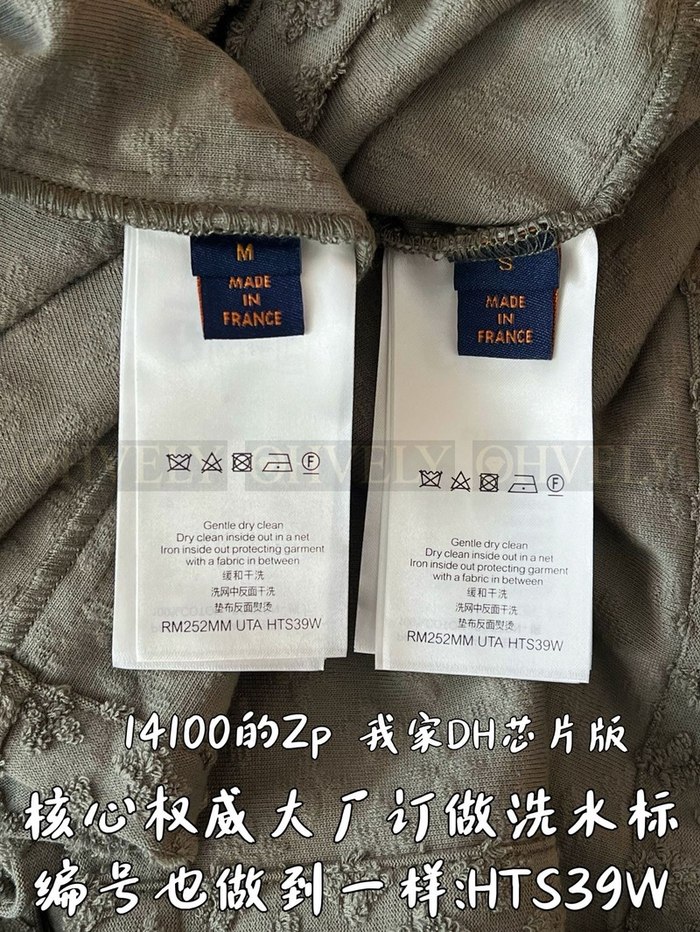 M
MADE
IN
FRANCE
S
MADE
IN
FRANCE
OHVELY OHVELY OHVELY
F
F
Gentle dry clean
Dry clean inside out in a net
Iron inside out protecting garment
with a fabric in between
缓和干洗
洗网中反面干洗
垫布反面熨烫
RM252MM UTA HTS39W
Gentle dry clean
Dry clean inside out in a net
Iron inside out protecting garment
with a fabric in between
缓和干洗
洗网中反面干洗
垫布反面熨烫
RM252MM UTA HTS39W
14100的Zp 我家DH芯片版
核心权威大厂订做洗水标
编号也做到一样:HTS39W